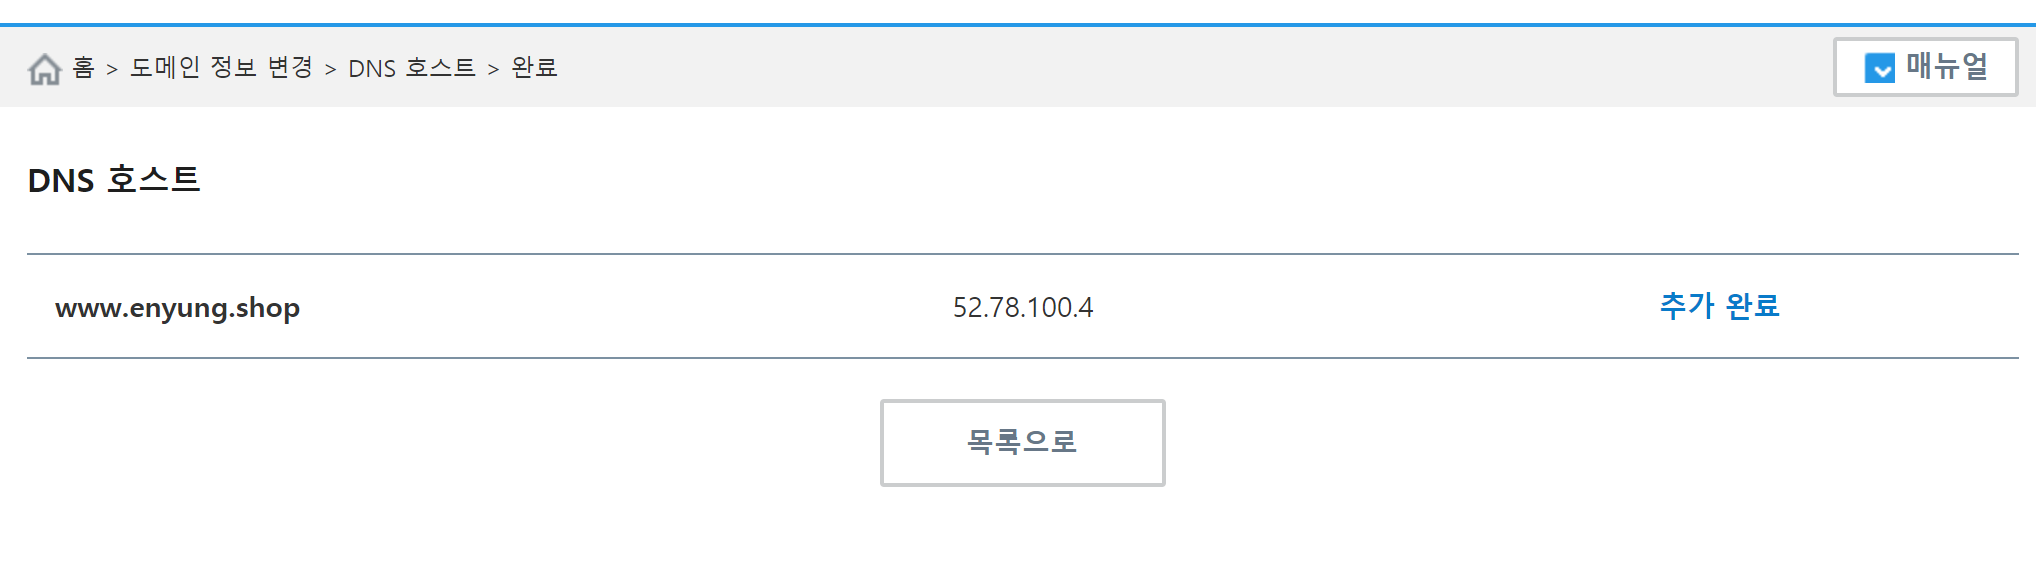 홈 > 도메인 정보 변경 > DNS 호스트 > 완료
매뉴얼
DNS 호스트
www.enyung.shop 52.78.100.4 추가 완료
목록으로